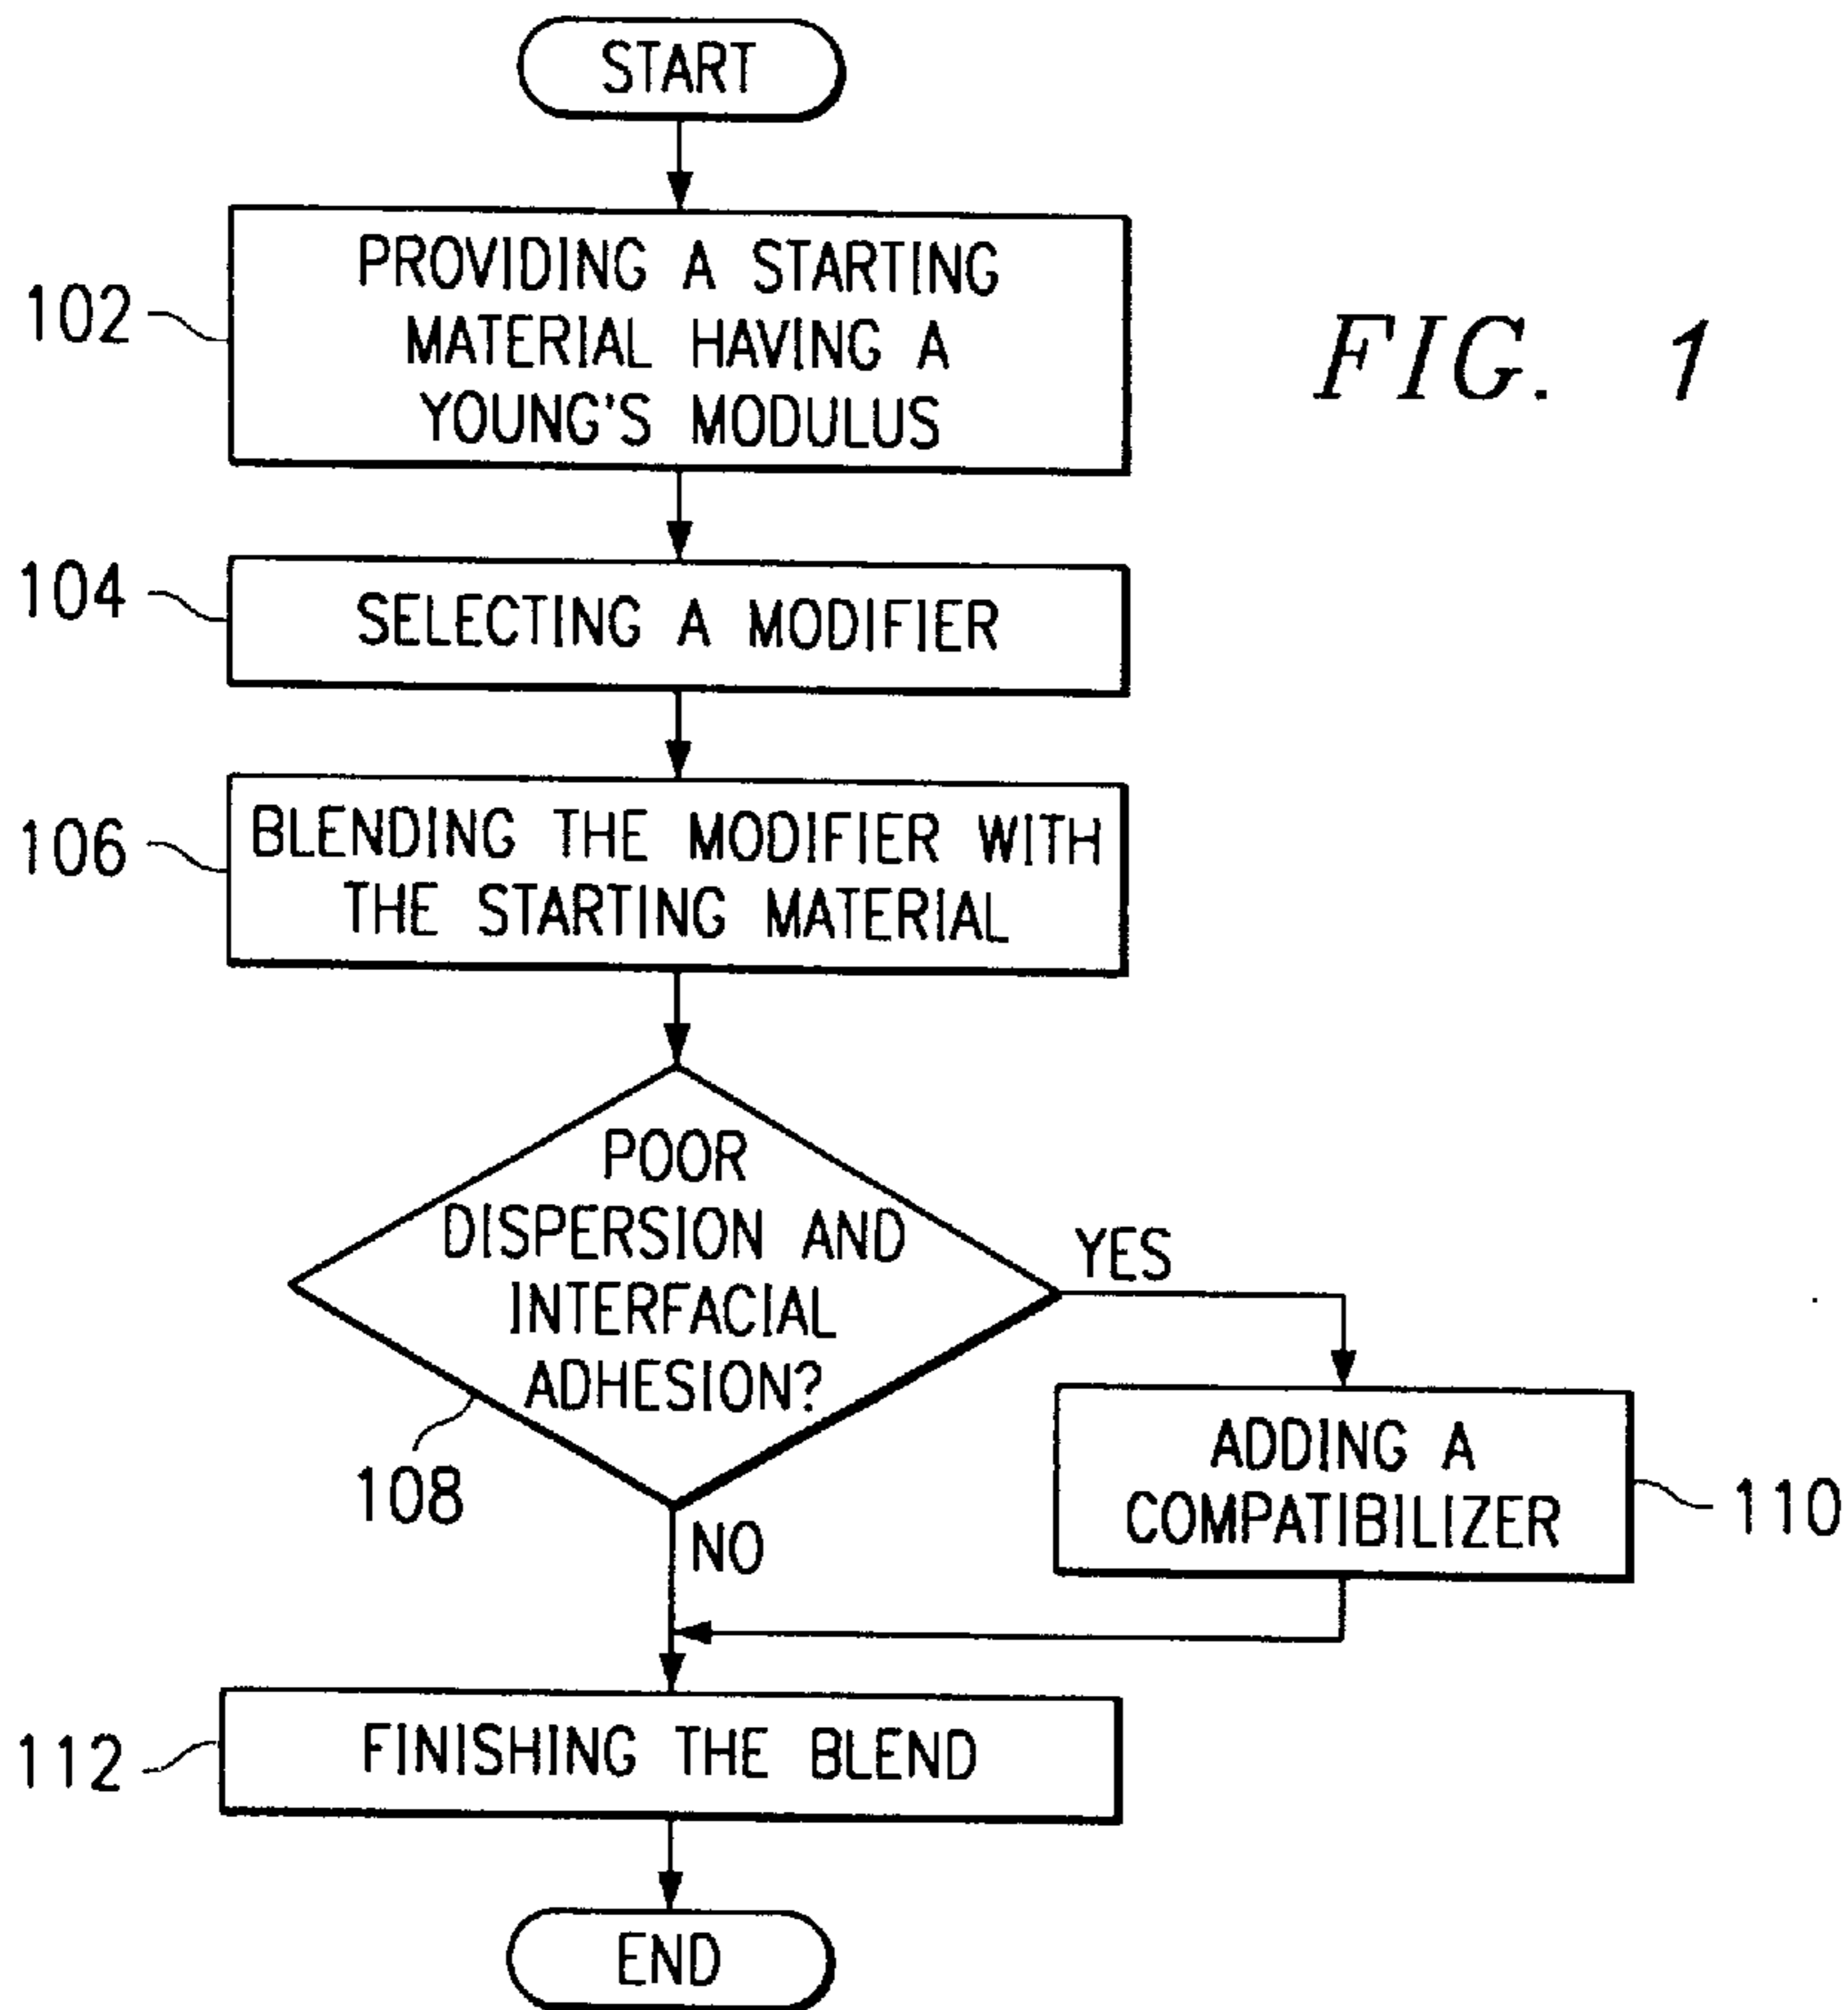 START
102
PROVIDING A STARTING
MATERIAL HAVING A
YOUNG'S MODULUS
FIG. 1
104
SELECTING A MODIFIER
106
BLENDING THE MODIFIER WITH
THE STARTING MATERIAL
POOR
DISPERSION AND
INTERFACIAL
ADHESION?
108
YES
NO
ADDING A
COMPATIBILIZER
110
112
FINISHING THE BLEND
END